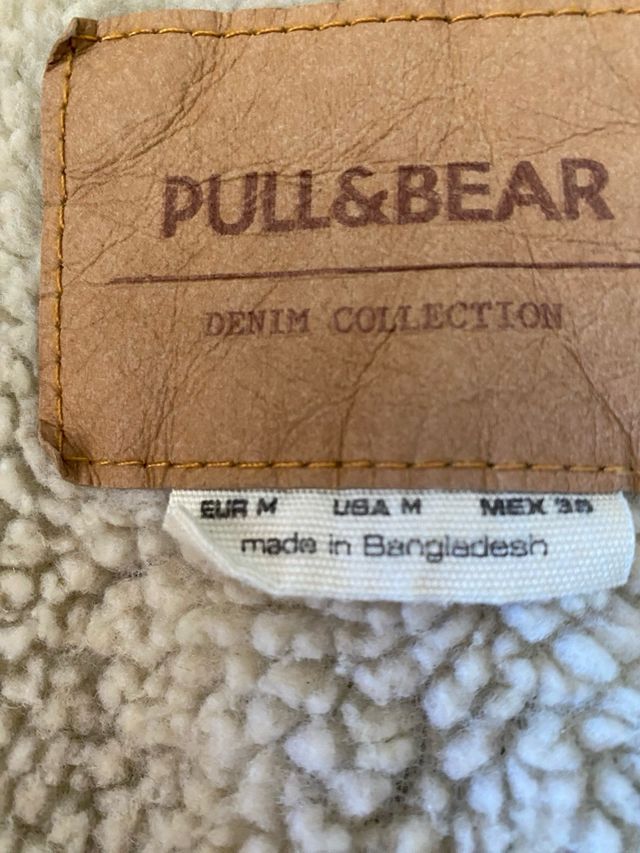 PULL&BEAR
DENIM COLLECTION
EUR M USA M MEX 38
made in Bangladesh